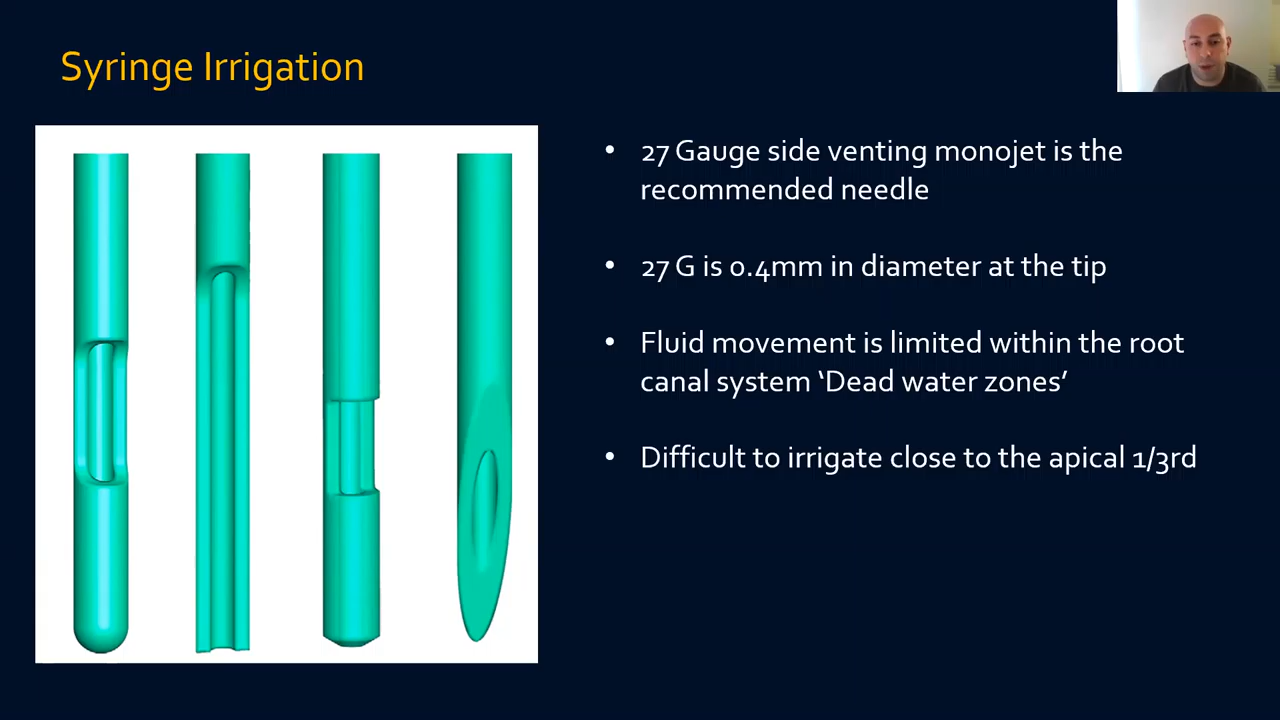 Syringe Irrigation
• 27 Gauge side venting monojet is the
recommended needle
• 27 G is 0.4mm in diameter at the tip
• Fluid movement is limited within the root
canal system ‘Dead water zones’
• Difficult to irrigate close to the apical 1/3rd